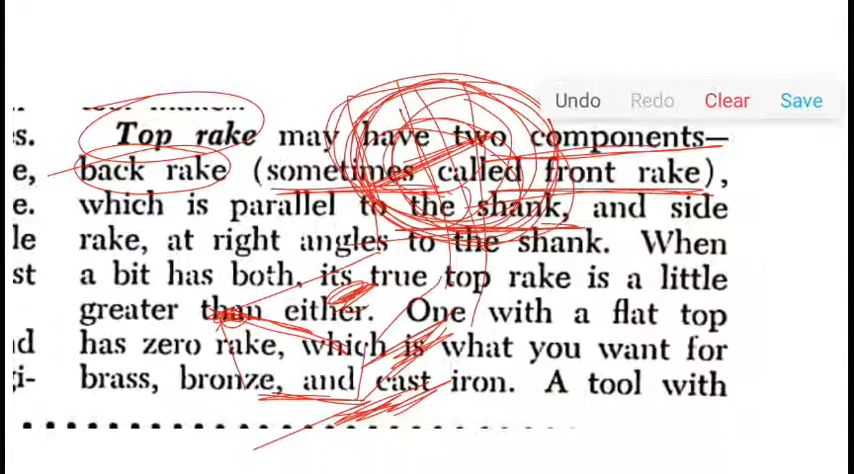 Undo Redo Clear Save
s. Top rake may have two components—
e, back rake (sometimes called front rake),
e. which is parallel to the shank, and side
le rake, at right angles to the shank. When
st a bit has both, its true top rake is a little
greater than either. One with a flat top
d has zero rake, which is what you want for
i- brass, bronze, and cast iron. A tool with